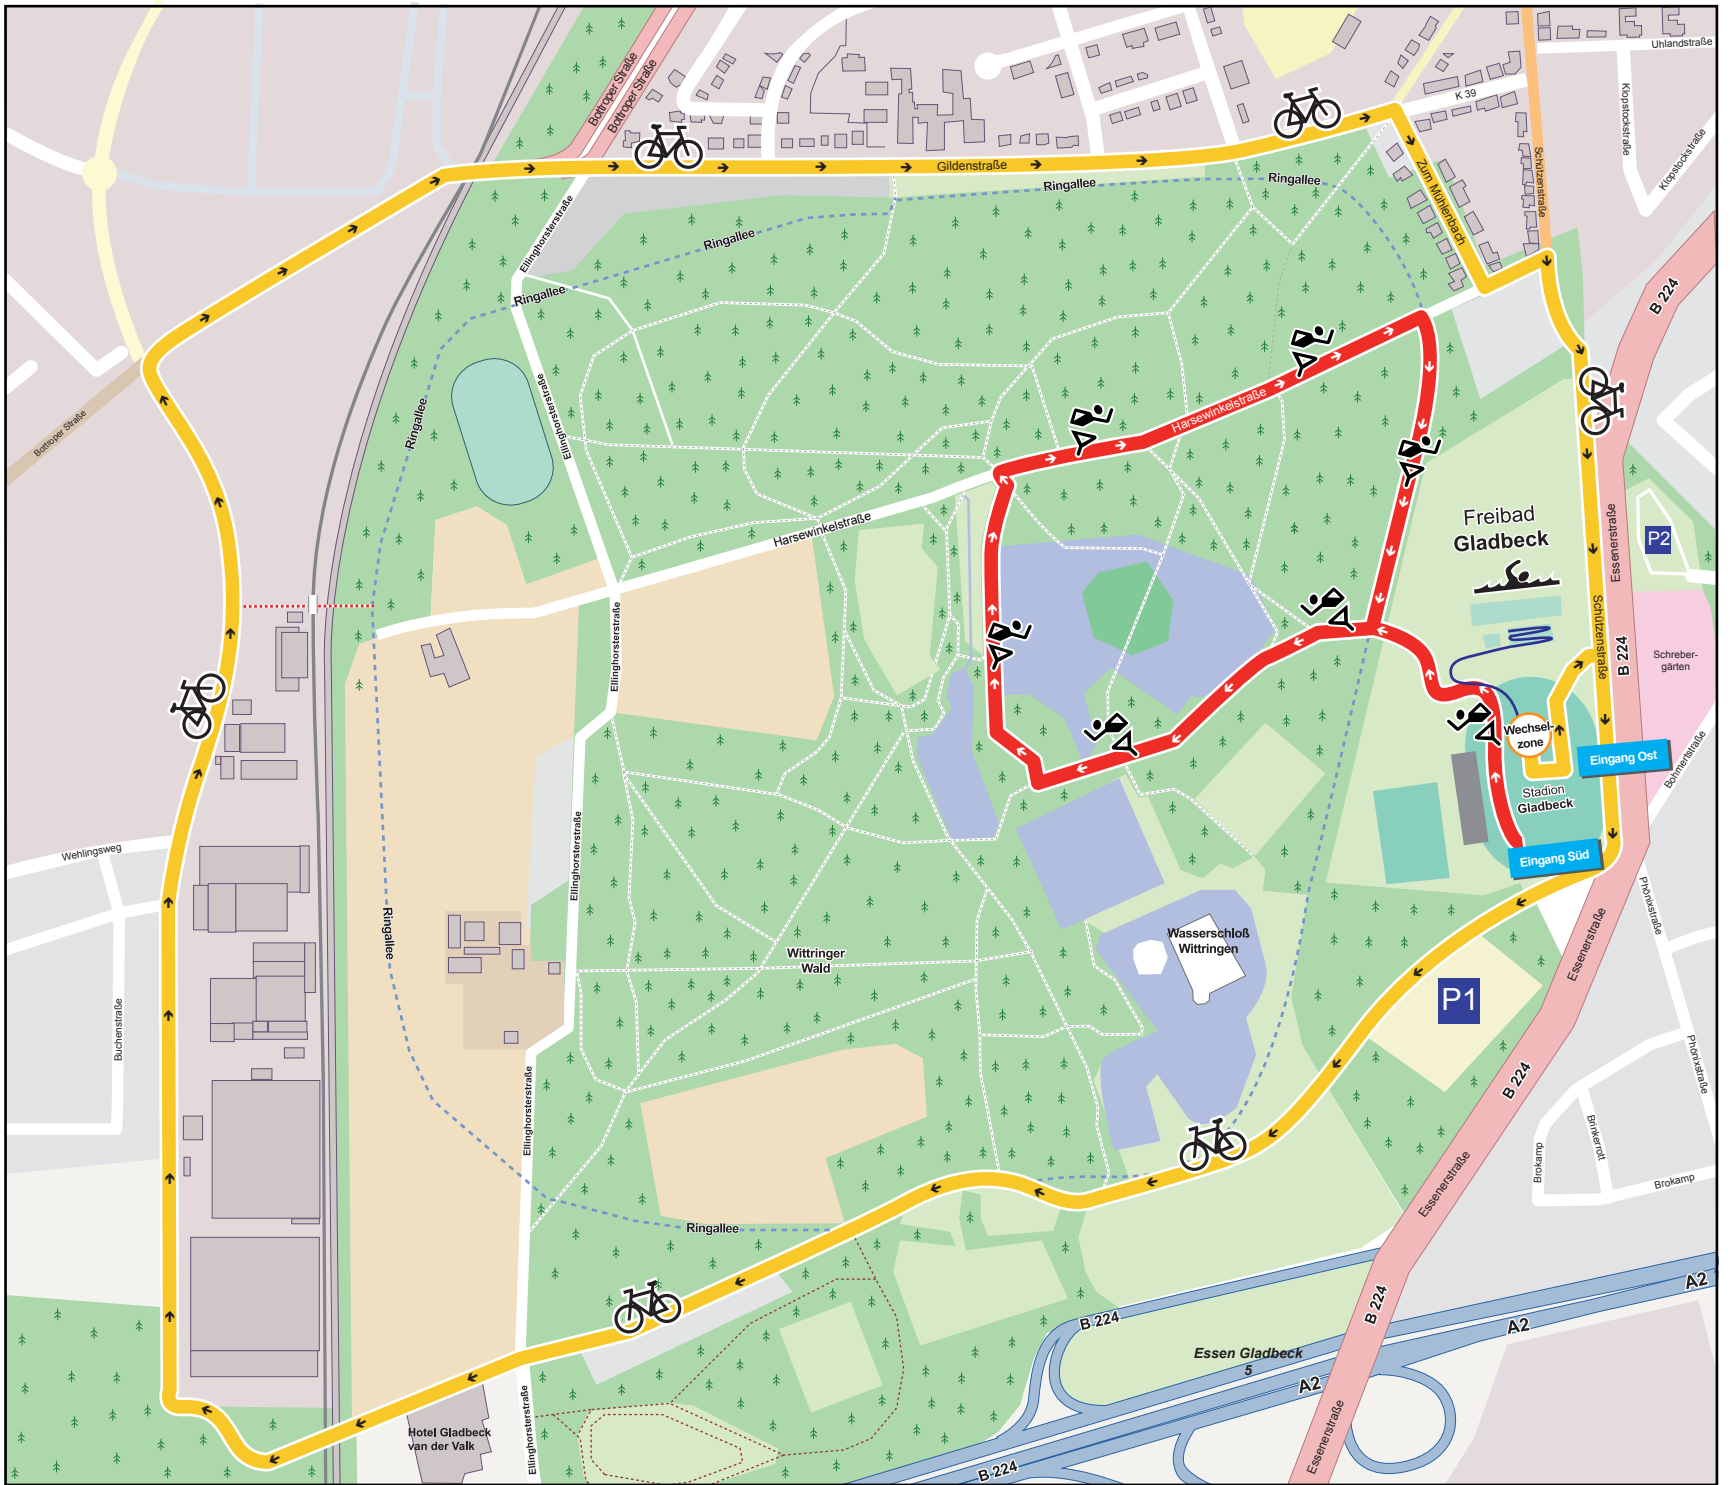 Bottroper Straße
Bottroper Straße
Uhlandstraße
Klopstockstraße
Klopstockstraße
K 39
Schützenstraße
Gildenstraße
Zum Mühlenbach
Ringallee
Ringallee
Ringallee
Ringallee
Ellinghorsterstraße
B 224
Ellinghorsterstraße
Ringallee
Bottroper Straße
Harsewinkelstraße
Harsewinkelstraße
Freibad
Gladbeck
Essenerstraße
P2
Schützenstraße
B 224
Schreber-
gärten
Ellinghorsterstraße
Wechsel-
zone
Eingang Ost
Bohmertstraße
Stadion
Gladbeck
Eingang Süd
Wehlingsweg
Ellinghorsterstraße
Phönixstraße
Ringallee
Wasserschloß
Wittringen
Wittringer
Wald
Essenerstraße
P1
Buchenstraße
Phönixstraße
B 224
Ellinghorsterstraße
Brinkerrott
Brokamp
Brokamp
Essenerstraße
Ringallee
A2
B 224
B 224
A2
Essen Gladbeck
5
A2
Ellinghorsterstraße
Hotel Gladbeck
van der Valk
Essenerstraße
B 224